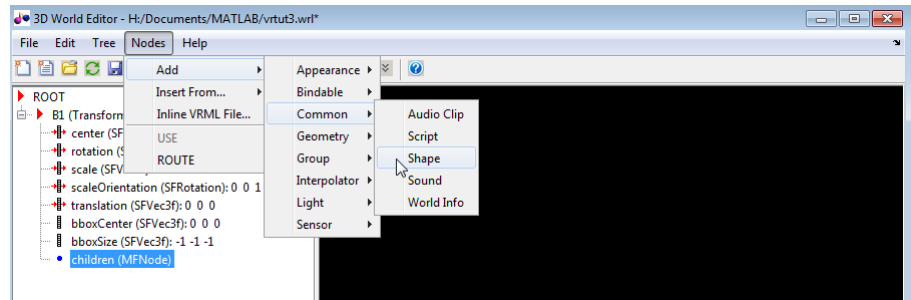 3D World Editor - H:/Documents/MATLAB/vrtut3.wrl*
File Edit Tree Nodes Help
Add
Insert From...
Inline VRML File...
USE
ROUTE
Appearance
Bindable
Common
Geometry
Group
Interpolator
Light
Sensor
Audio Clip
Script
Shape
Sound
World Info
ROOT
B1 (Transform
center (SF
rotation (S
scale (SFV
scaleOrientation (SFRotation): 0 0 1
translation (SFVec3f): 0 0 0
bboxCenter (SFVec3f): 0 0 0
bboxSize (SFVec3f): -1 -1 -1
children (MFNode)